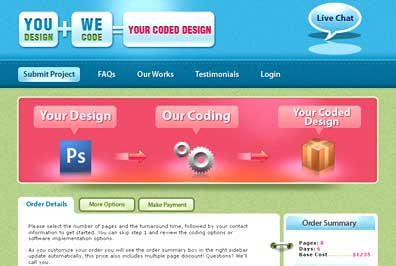 YOU DESIGN + WE CODE = YOUR CODED DESIGN
Live Chat
Submit Project FAQs Our Works Testimonials Login
Your Design Our Coding Your Coded Design
Ps
Order Details More Options Make Payment
Please select the number of pages and the turnaround time, followed by your contact
information to get started. You can skip step 1 and review the coding options or
software implementation options.
As you customize your order you will see the order summary box in the right sidebar
update automatically, this price also includes multiple page discount! Questions? We'll
call you.
Order Summary
Pages: 8
Days: 6
Base Cost $1235